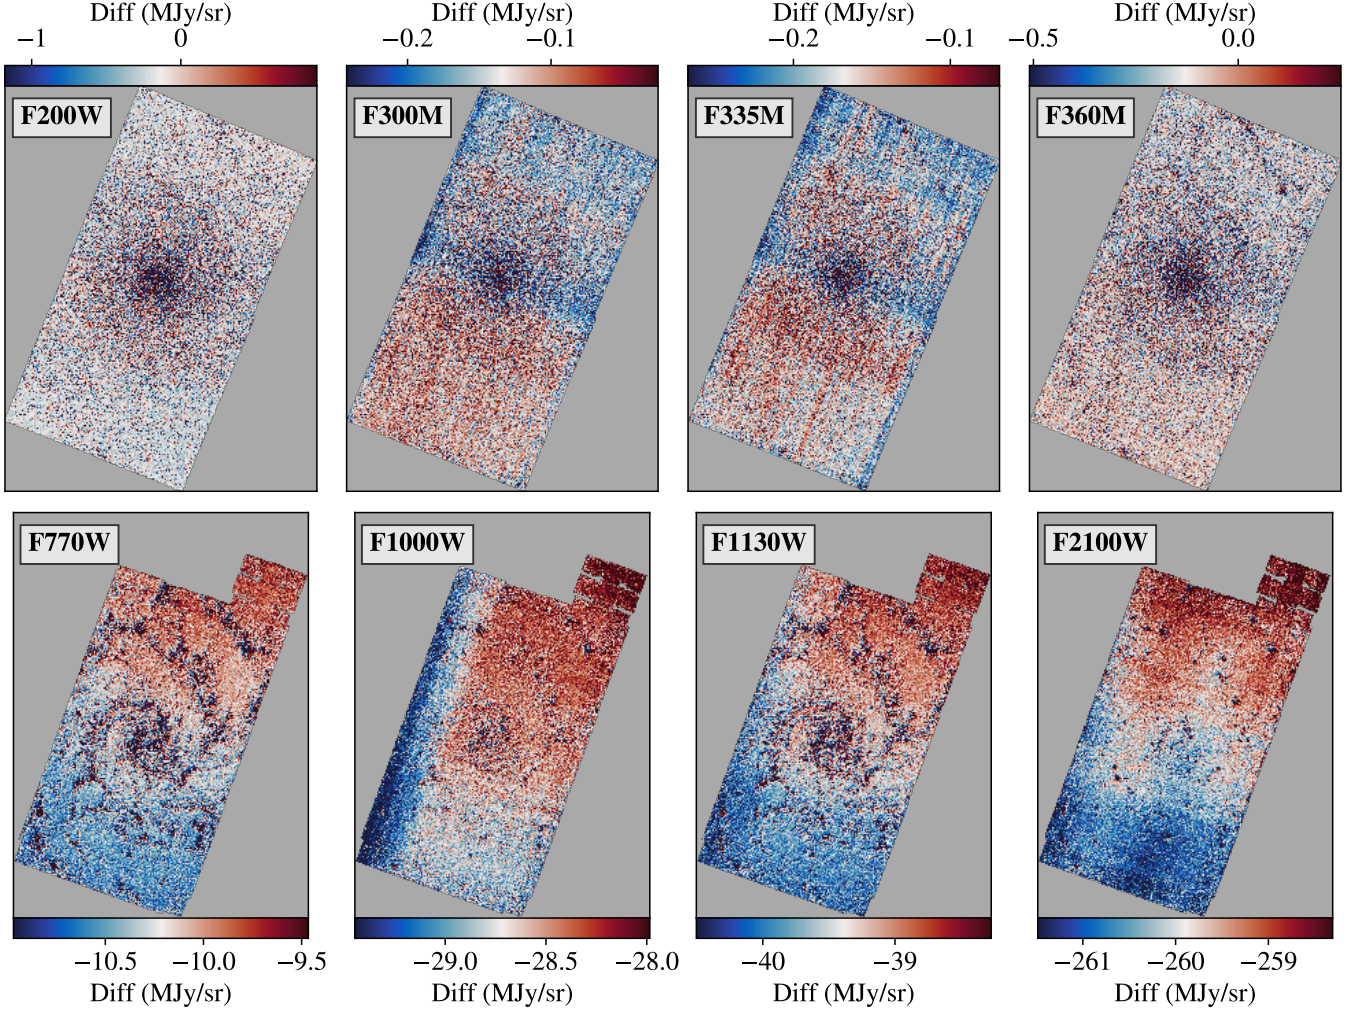 Diff (MJy/sr) Diff (MJy/sr) Diff (MJy/sr) Diff (MJy/sr)
−1 0 −0.2 −0.1 −0.2 −0.1 −0.5 0.0
F200W F300M F335M F360M
F770W F1000W F1130W F2100W
−10.5 −10.0 −9.5 −29.0 −28.5 −28.0 −40 −39 −261 −260 −259
Diff (MJy/sr) Diff (MJy/sr) Diff (MJy/sr) Diff (MJy/sr)